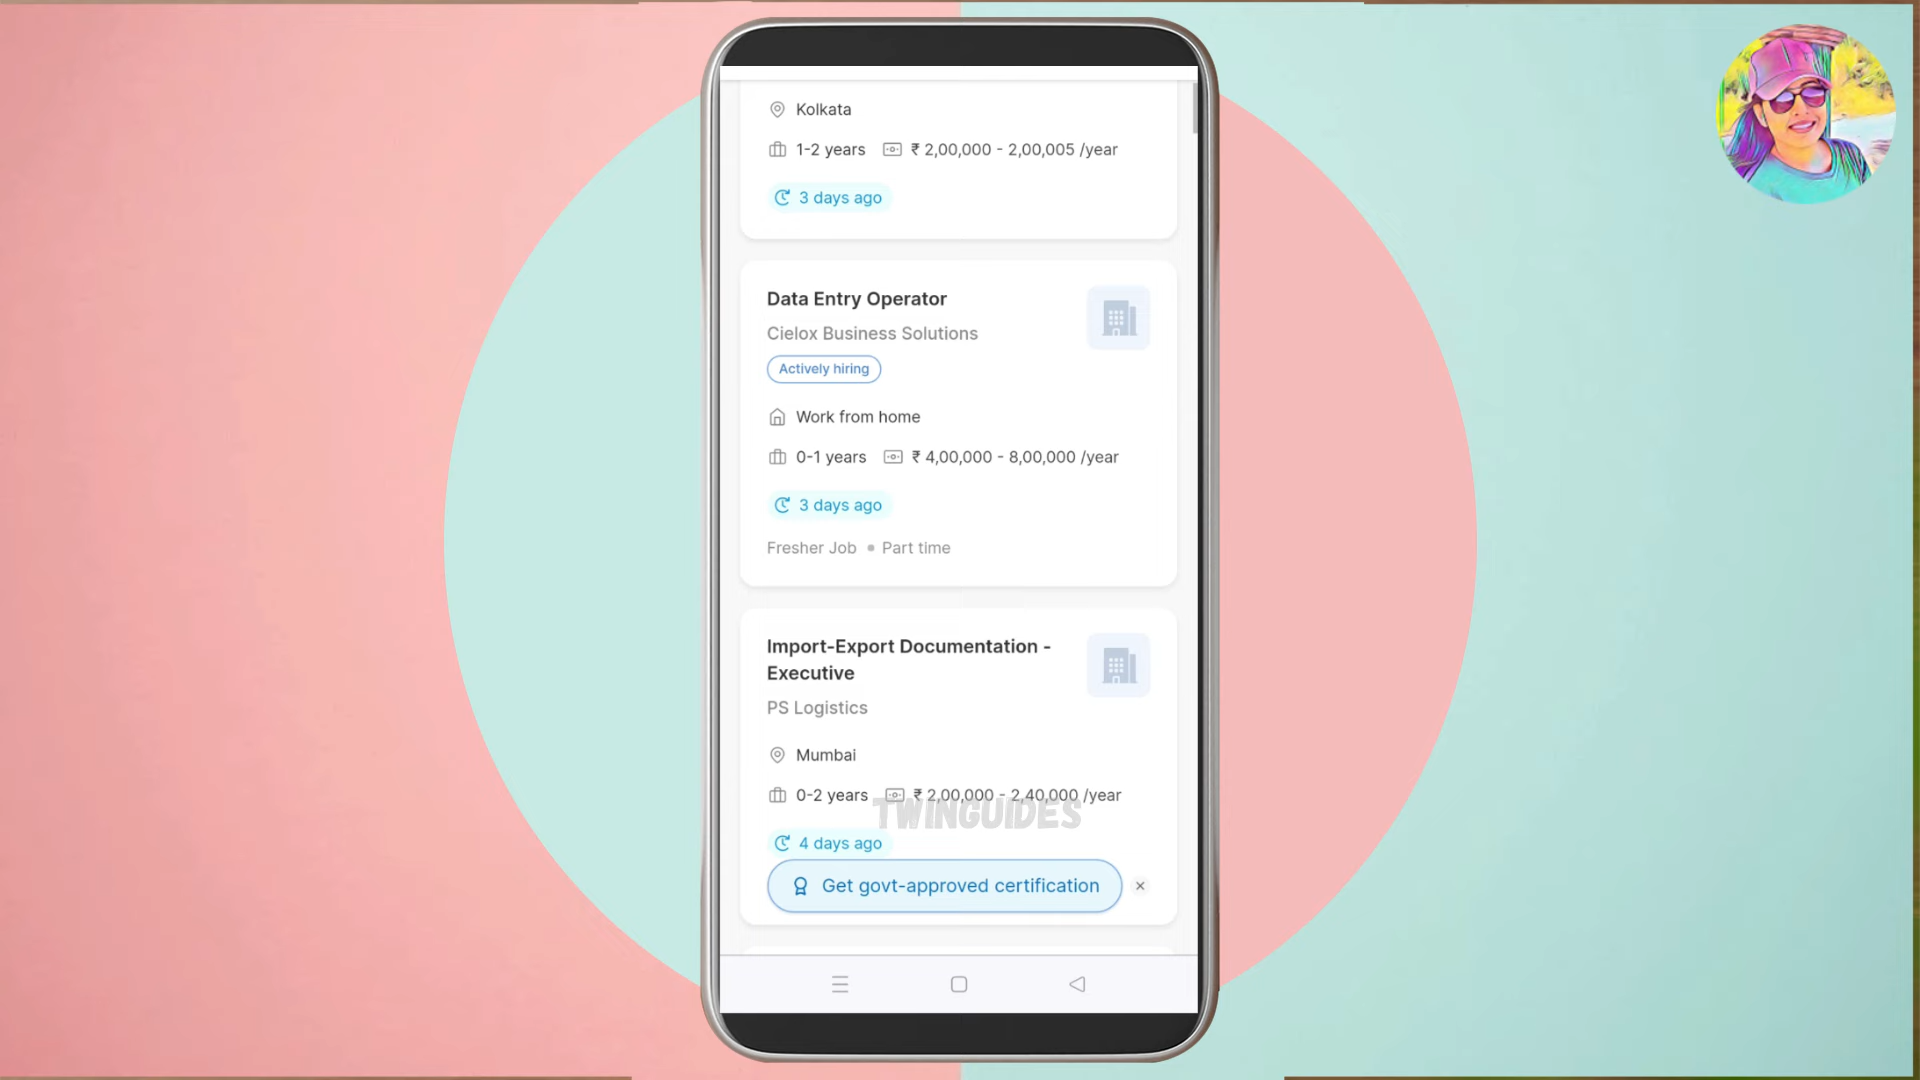 Kolkata
1-2 years ₹ 2,00,000 - 2,00,005 /year
3 days ago
Data Entry Operator
Cielox Business Solutions
Actively hiring
Work from home
0-1 years ₹ 4,00,000 - 8,00,000 /year
3 days ago
Fresher Job • Part time
Import-Export Documentation -
Executive
PS Logistics
Mumbai
0-2 years ₹ 2,00,000 - 2,40,000 /year
TWINGUIDES
4 days ago
Get govt-approved certification